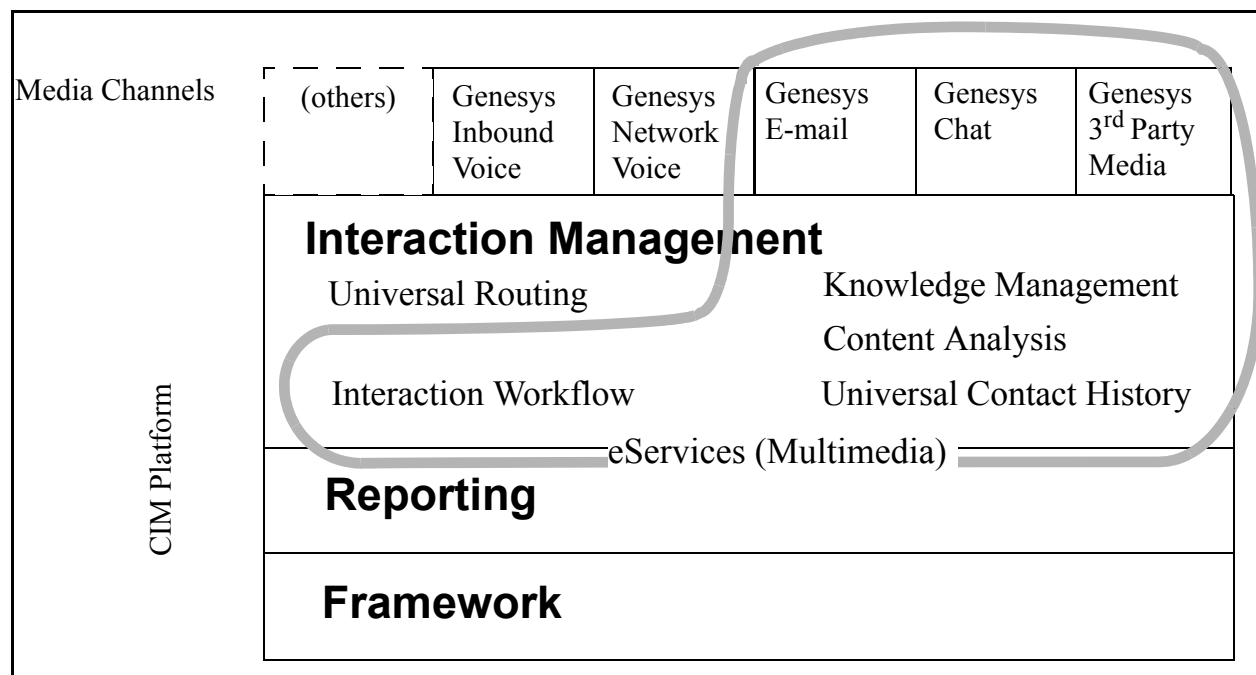 Media Channels
(others)
Genesys
Inbound
Voice
Genesys
Network
Voice
Genesys
E-mail
Genesys
Chat
Genesys
3rd Party
Media
Interaction Management
Universal Routing
Knowledge Management
Content Analysis
Interaction Workflow
Universal Contact History
eServices (Multimedia)
CIM Platform
Reporting
Framework